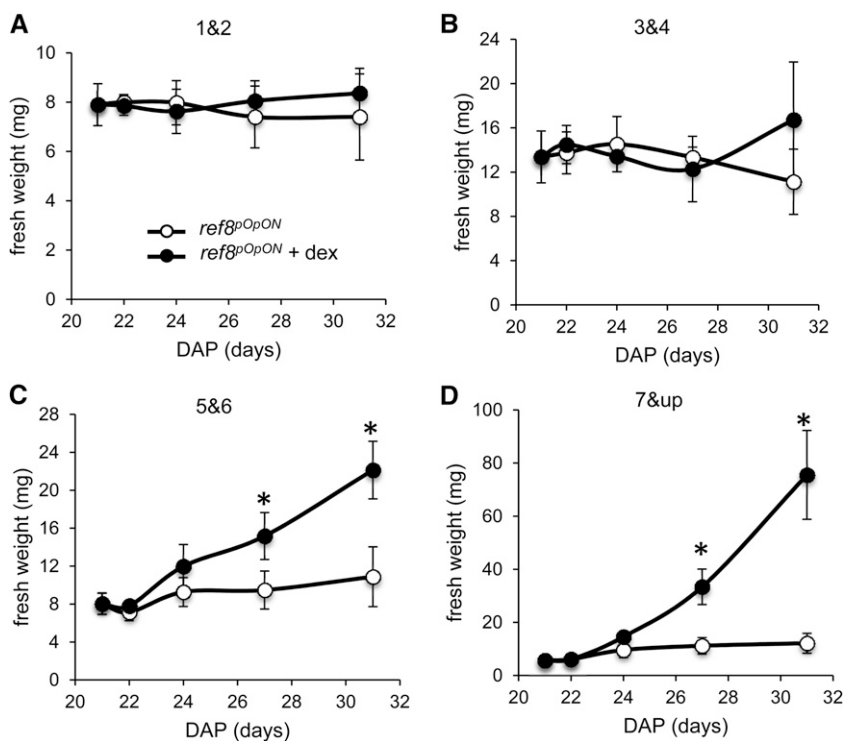 A
1&2
10
8
6
4
2
0
fresh weight (mg)
ref8pOpON
ref8pOpON + dex
20 22 24 26 28 30 32
DAP (days)
B
3&4
24
20
16
12
8
4
0
fresh weight (mg)
20 22 24 26 28 30 32
DAP (days)
C
5&6
28
24
20
16
12
8
4
0
fresh weight (mg)
* *
20 22 24 26 28 30 32
DAP (days)
D
7&up
100
80
60
40
20
0
fresh weight (mg)
* *
20 22 24 26 28 30 32
DAP (days)